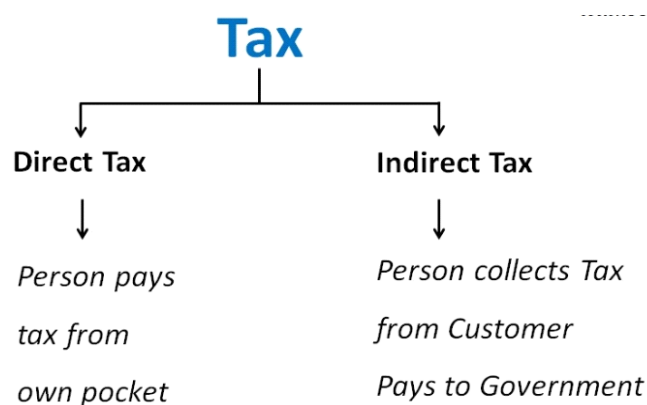 Tax
Direct Tax
Indirect Tax
Person pays
tax from
own pocket
Person collects Tax
from Customer
Pays to Government